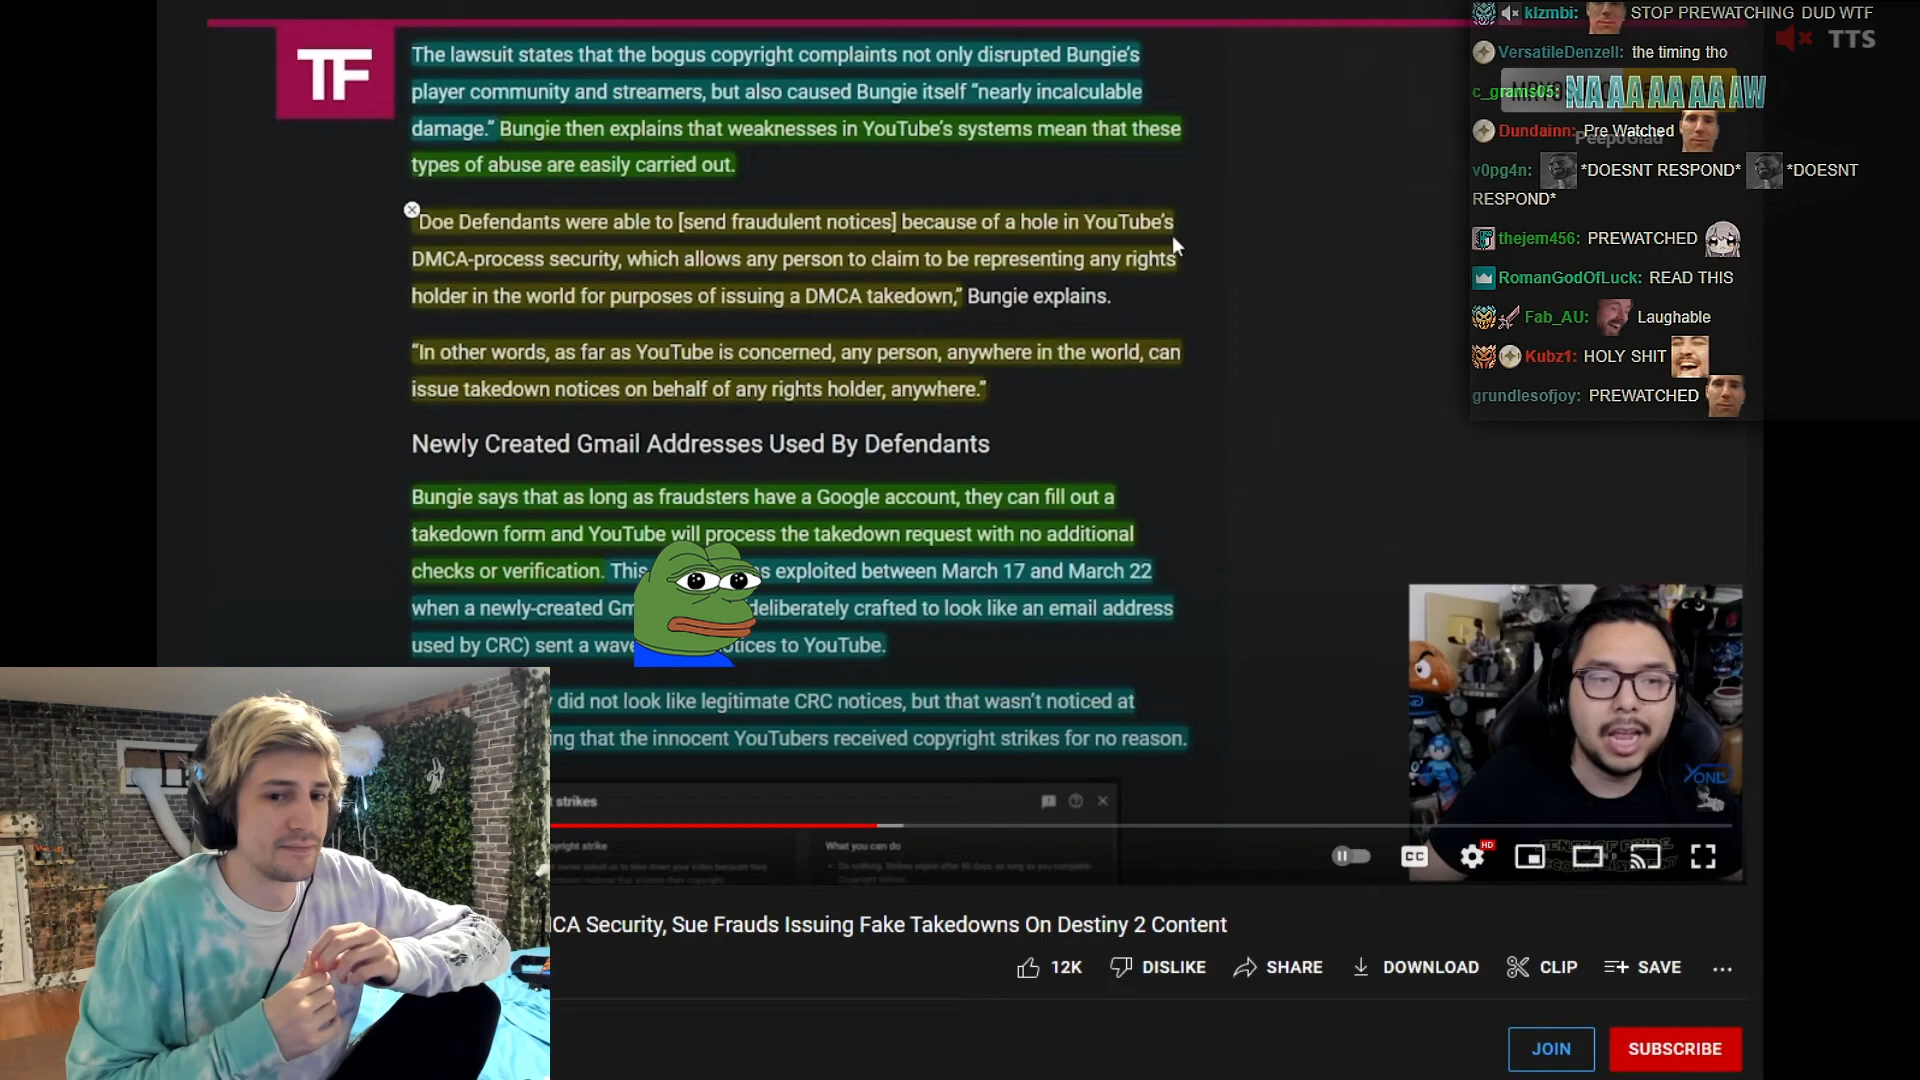 TF
The lawsuit states that the bogus copyright complaints not only disrupted Bungie's
player community and streamers, but also caused Bungie itself “nearly incalculable
damage.” Bungie then explains that weaknesses in YouTube's systems mean that these
types of abuse are easily carried out.
Doe Defendants were able to [send fraudulent notices] because of a hole in YouTube's
DMCA-process security, which allows any person to claim to be representing any rights
holder in the world for purposes of issuing a DMCA takedown,” Bungie explains.
“In other words, as far as YouTube is concerned, any person, anywhere in the world, can
issue takedown notices on behalf of any rights holder, anywhere.”
Newly Created Gmail Addresses Used By Defendants
Bungie says that as long as fraudsters have a Google account, they can fill out a
takedown form and YouTube will process the takedown request with no additional
checks or verification. This s exploited between March 17 and March 22
when a newly-created Gm deliberately crafted to look like an email address
used by CRC) sent a wave otices to YouTube.
y did not look like legitimate CRC notices, but that wasn't noticed at
ing that the innocent YouTubers received copyright strikes for no reason.
t strikes
yright strike
What you can do
klzmbi: STOP PREWATCHING DUD WTF
TTS
VersatileDenzell: the timing tho
c_grams05: NAAAAAAAAW
Dundainn: Pre Watched
PeepoGlad
v0pg4n: *DOESNT RESPOND* *DOESNT
RESPOND*
thejem456: PREWATCHED
RomanGodOfLuck: READ THIS
Fab_AU: Laughable
Kubz1: HOLY SHIT
grundlesofjoy: PREWATCHED
YONG
CC
HD
CA Security, Sue Frauds Issuing Fake Takedowns On Destiny 2 Content
12K DISLIKE SHARE DOWNLOAD CLIP SAVE ...
JOIN SUBSCRIBE